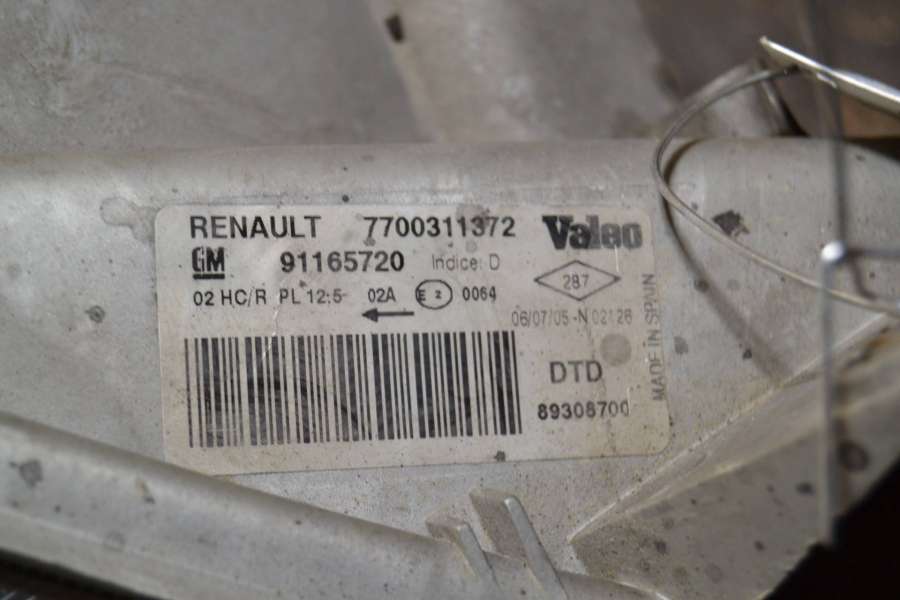 RENAULT 7700311372 Valeo
GM 91165720 Indice: D
287
02 HC/R PL 12.5 02A E 2 0064
06/07/05 -N 02126
MADE IN SPAIN
DTD
89308700